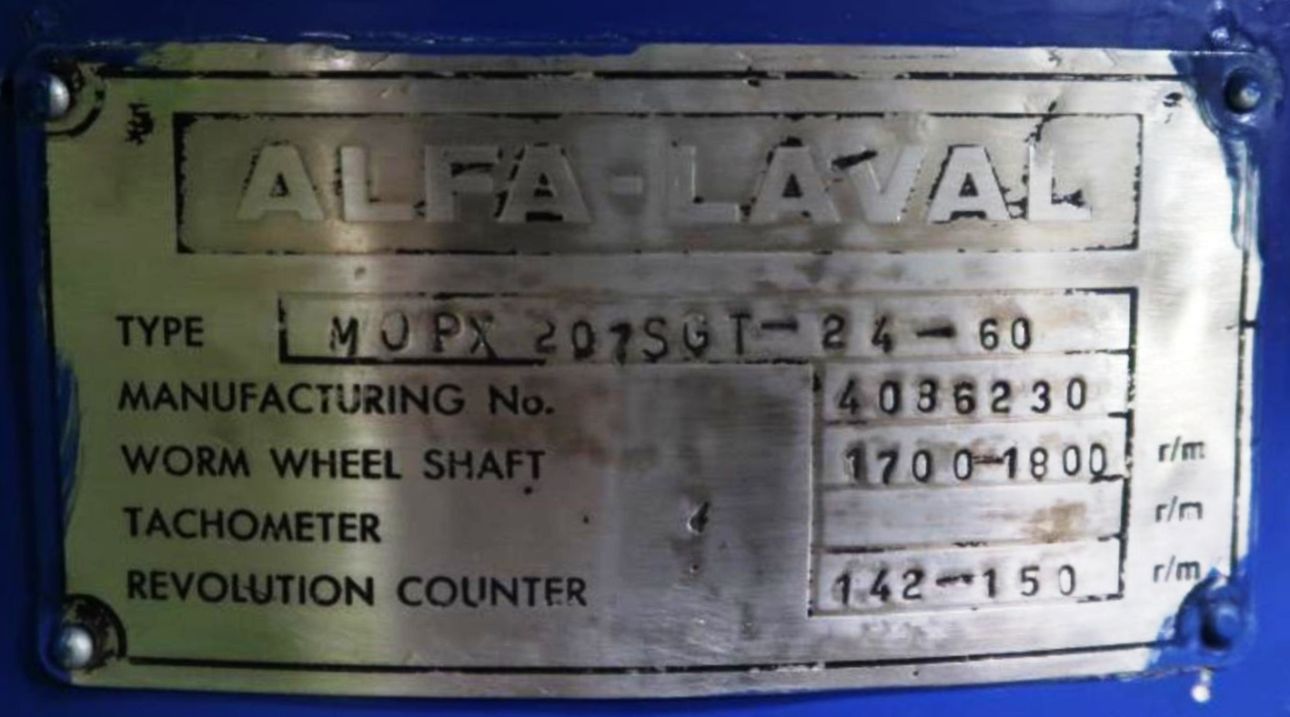 ALFA-LAVAL
TYPE MOPX 207SGT-24-60
MANUFACTURING No. 4086230
WORM WHEEL SHAFT 1700-1800 r/m
TACHOMETER r/m
REVOLUTION COUNTER 142-150 r/m